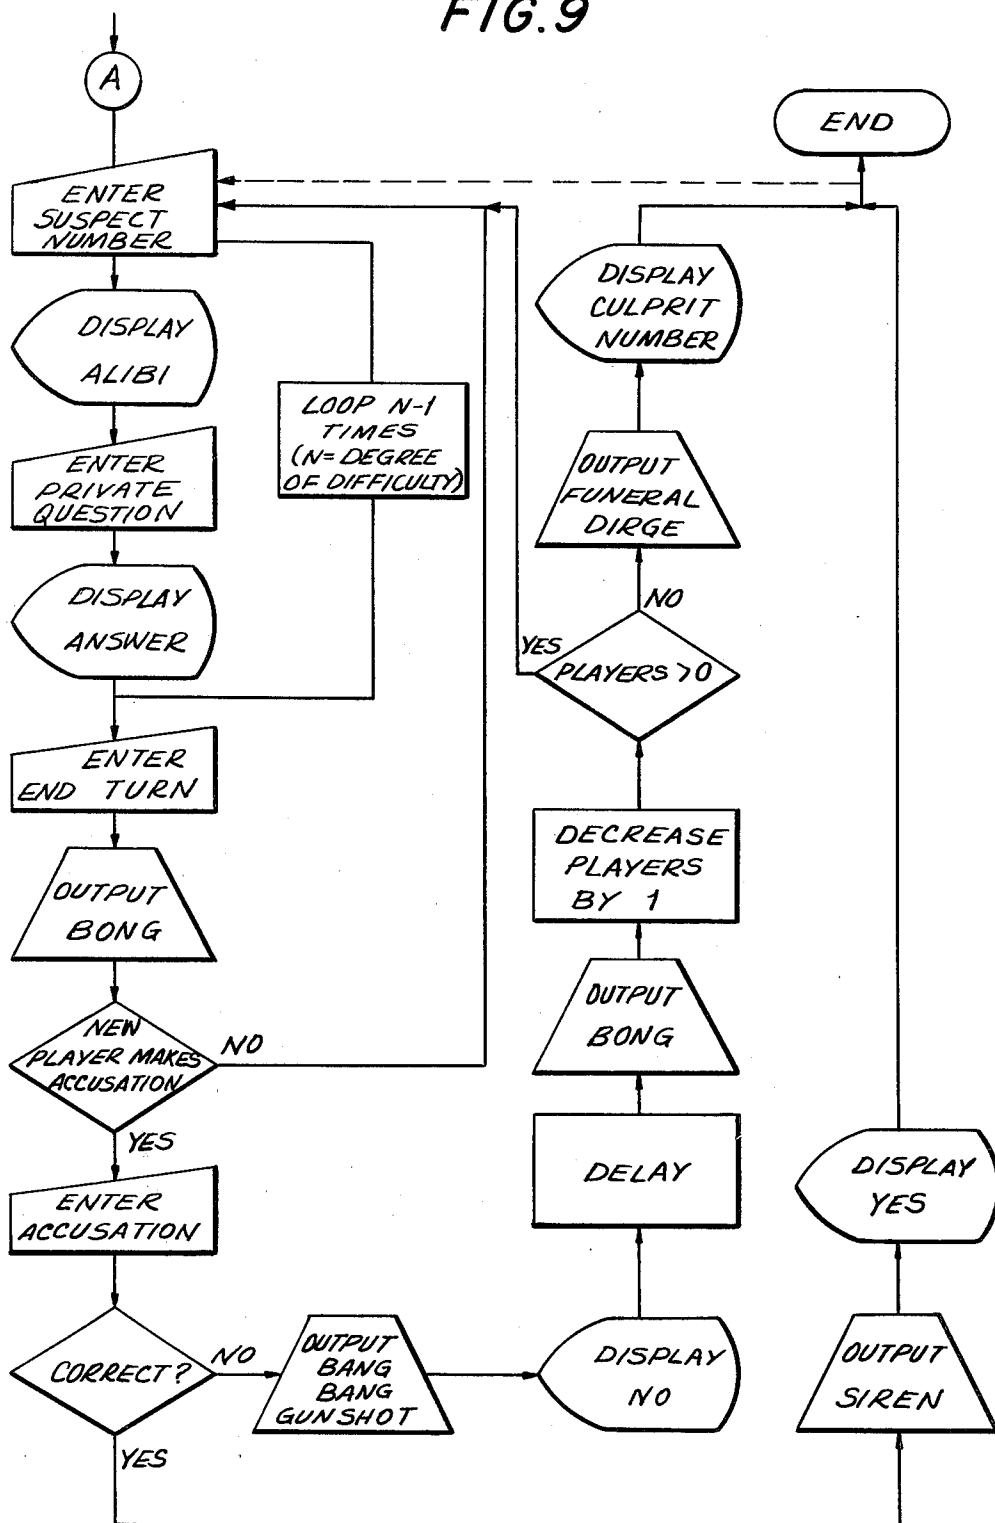 FIG.9
A
END
ENTER
SUSPECT
NUMBER
DISPLAY
ALIBI
ENTER
PRIVATE
QUESTION
DISPLAY
ANSWER
LOOP N-1
TIMES
(N=DEGREE
OF DIFFICULTY)
ENTER
END TURN
OUTPUT
BONG
NEW
PLAYER MAKES
ACCUSATION
NO
YES
ENTER
ACCUSATION
CORRECT?
NO
YES
OUTPUT
BANG
BANG
GUNSHOT
DISPLAY
NO
DELAY
OUTPUT
BONG
DECREASE
PLAYERS
BY 1
PLAYERS >0
YES
NO
OUTPUT
FUNERAL
DIRGE
DISPLAY
CULPRIT
NUMBER
DISPLAY
YES
OUTPUT
SIREN